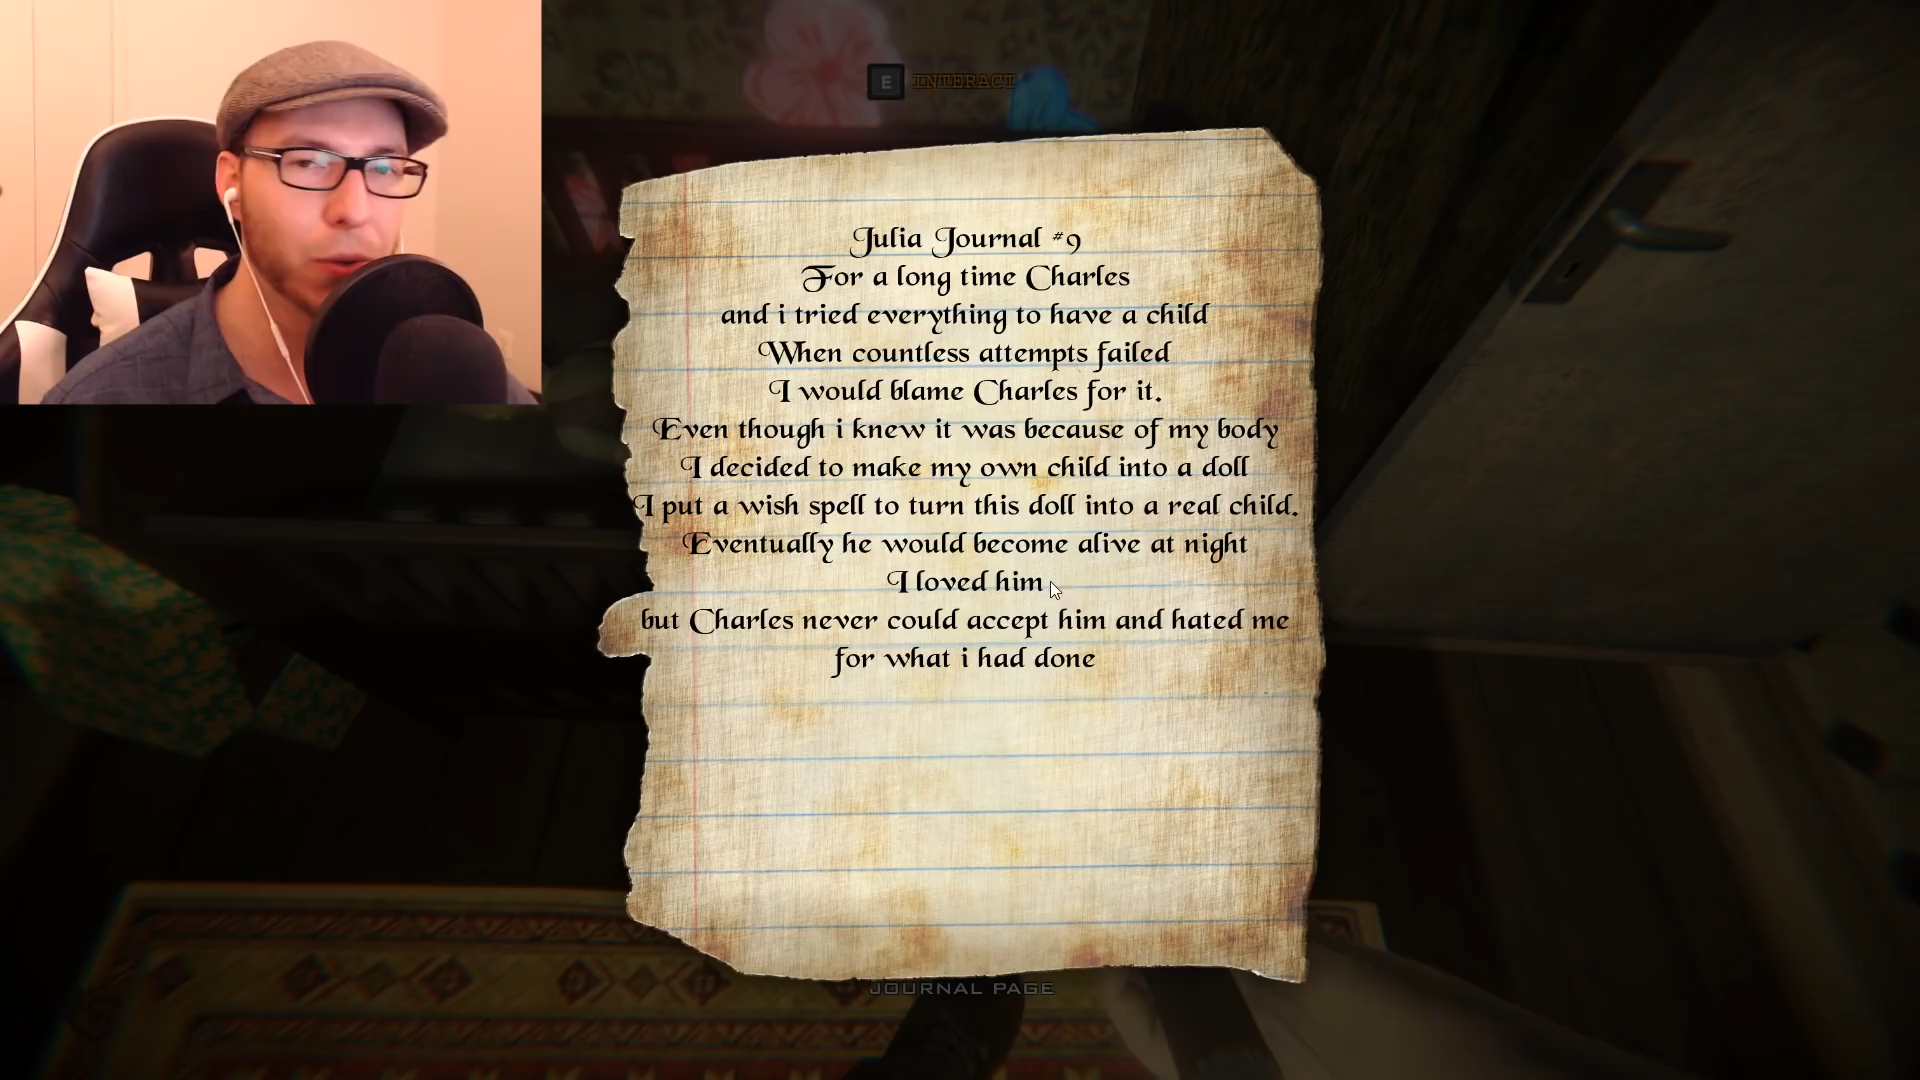 E INTERACT
Julia Journal #9
For a long time Charles
and i tried everything to have a child
When countless attempts failed
I would blame Charles for it.
Even though i knew it was because of my body
I decided to make my own child into a doll
I put a wish spell to turn this doll into a real child.
Eventually he would become alive at night
I loved him
but Charles never could accept him and hated me
for what i had done
JOURNAL PAGE